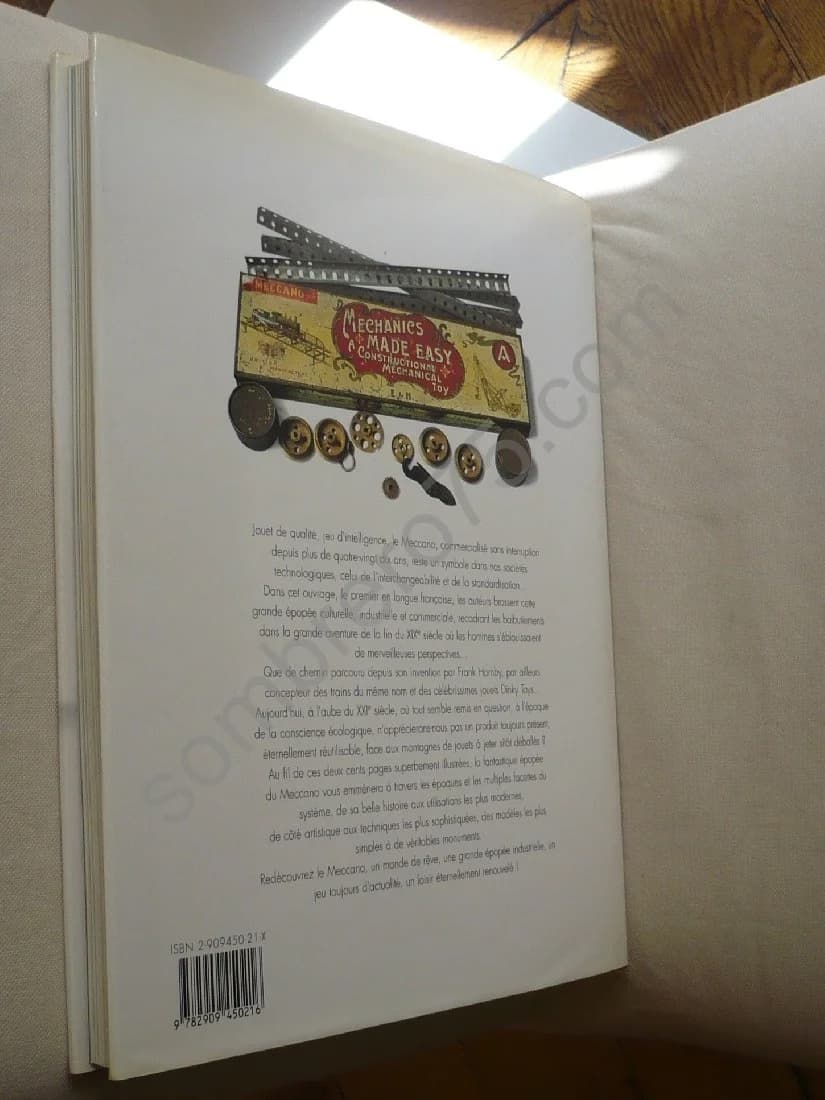 MECCANO
MECHANICS
MADE EASY
A CONSTRUCTIONAL
MECHANICAL
TOY
A
Jouet de qualité, jeu d'intelligence, le Meccano, commercialisé sans interruption
depuis plus de quatre-vingt dix ans, reste un symbole dans nos sociétés
technologiques, celui de l'interchangeabilité et de la standardisation...
Dans cet ouvrage, le premier en langue française, les auteurs brossent cette
grande épopée culturelle, industrielle et commerciale, recadrant les balbutiements
dans la grande aventure de la fin du XIXe siècle où les hommes s'éblouissaient
de merveilleuses perspectives...
Que de chemin parcouru depuis son invention par Frank Hornby, par ailleurs
concepteur des trains du même nom et des célébrissimes jouets Dinky Toys...
Aujourd'hui, à l'aube du XXIe siècle, où tout semble remis en question, à l'époque
de la conscience écologique, n'apprécierons-nous pas un produit toujours présent,
éternellement réutilisable, face aux montagnes de jouets à jeter sitôt déballés ?
Au fil de ces deux cents pages superbement illustrées, la fantastique épopée
du Meccano vous emmènera à travers les époques et les multiples facettes du
système, de sa belle histoire aux utilisations les plus modernes,
de côté artistique aux techniques les plus sophistiquées, des modèles les plus
simples à de véritables monuments.
Redécouvrez le Meccano, un monde de rêve, une grande épopée industrielle, un
jeu toujours d'actualité, un loisir éternellement renouvelé !
ISBN 2-909450-21-X
9 782909 450216
sombrero75.com